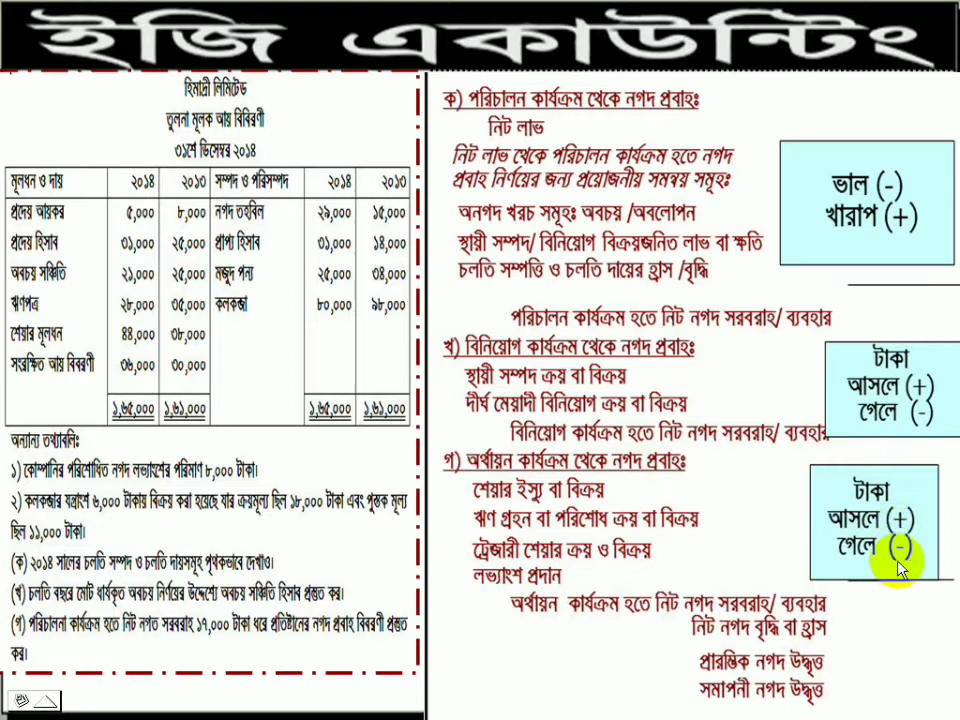 ইজি একাউন্টিং
হিমাদ্রী লিমিটেড
তুলনা মূলক আয় বিবিরণী
৩১শে ডিসেম্বর ২০১৪
মূলধন ও দায় ২০১৪ ২০১৩ সম্পদ ও পরিসম্পদ ২০১৪ ২০১৩
প্রদেয় আয়কর ৫,০০০ ৮,০০০ নগদ তহবিল ২৯,০০০ ১৫,০০০
প্রদেয় হিসাব ৩১,০০০ ২৫,০০০ প্রাপ্য হিসাব ৩১,০০০ ১৪,০০০
অবচয় সঞ্চিতি ২১,০০০ ২৫,০০০ মজুদ পন্য ২৫,০০০ ৩৪,০০০
ঋণপত্র ২৮,০০০ ৩৫,০০০ কলকব্জা ৮০,০০০ ৯৮,০০০
শেয়ার মূলধন ৪৪,০০০ ৩৮,০০০
সংরক্ষিত আয় বিবরণী ৩৬,০০০ ৩০,০০০
১,৬৫,০০০ ১,৬১,০০০ ১,৬৫,০০০ ১,৬১,০০০
অন্যান্য তথ্যাবলিঃ
১) কোম্পানির পরিশোধিত নগদ লভ্যাংশের পরিমাণ ৮,০০০ টাকা।
২) কলকব্জার যন্ত্রাংশ ৬,০০০ টাকায় বিক্রয় করা হয়েছে যার ক্রয়মূল্য ছিল ১৮,০০০ টাকা এবং পুস্তক মূল্য
ছিল ১১,০০০ টাকা।
(ক) ২০১৪ সালের চলতি সম্পদ ও চলতি দায়সমূহ পৃথকভাবে দেখাও।
(খ) চলতি বছরে মোট ধার্যকৃত অবচয় নির্ণয়ের উদ্দেশ্যে অবচয় সঞ্চিতি হিসাব প্রস্তুত কর।
(গ) পরিচালনা কার্যক্রম হতে নিট নগত সরবরাহ ১৭,০০০ টাকা ধরে প্রতিষ্টানের নগদ প্রবাহ বিবরণী প্রস্তুত
কর।
ক) পরিচালন কার্যক্রম থেকে নগদ প্রবাহঃ
নিট লাভ
নিট লাভ থেকে পরিচালন কার্যক্রম হতে নগদ
প্রবাহ নির্ণয়ের জন্য প্রয়োজনীয় সমন্বয় সমূহঃ
অনগদ খরচ সমূহঃ অবচয় /অবলোপন
স্থায়ী সম্পদ/ বিনিয়োগ বিক্রয়জনিত লাভ বা ক্ষতি
চলতি সম্পত্তি ও চলতি দায়ের হ্রাস /বৃদ্ধি
পরিচালন কার্যক্রম হতে নিট নগদ সরবরাহ/ ব্যবহার
খ) বিনিয়োগ কার্যক্রম থেকে নগদ প্রবাহঃ
স্থায়ী সম্পদ ক্রয় বা বিক্রয়
দীর্ঘ মেয়াদী বিনিয়োগ ক্রয় বা বিক্রয়
বিনিয়োগ কার্যক্রম হতে নিট নগদ সরবরাহ/ ব্যবহার
গ) অর্থায়ন কার্যক্রম থেকে নগদ প্রবাহঃ
শেয়ার ইস্যু বা বিক্রয়
ঋণ গ্রহন বা পরিশোধ ক্রয় বা বিক্রয়
ট্রেজারী শেয়ার ক্রয় ও বিক্রয়
লভ্যাংশ প্রদান
অর্থায়ন কার্যক্রম হতে নিট নগদ সরবরাহ/ ব্যবহার
নিট নগদ বৃদ্ধি বা হ্রাস
প্রারম্ভিক নগদ উদ্ধৃত্ত
সমাপনী নগদ উদ্ধৃত্ত
ভাল (-)
খারাপ (+)
টাকা
আসলে (+)
গেলে (-)
টাকা
আসলে (+)
গেলে (-)